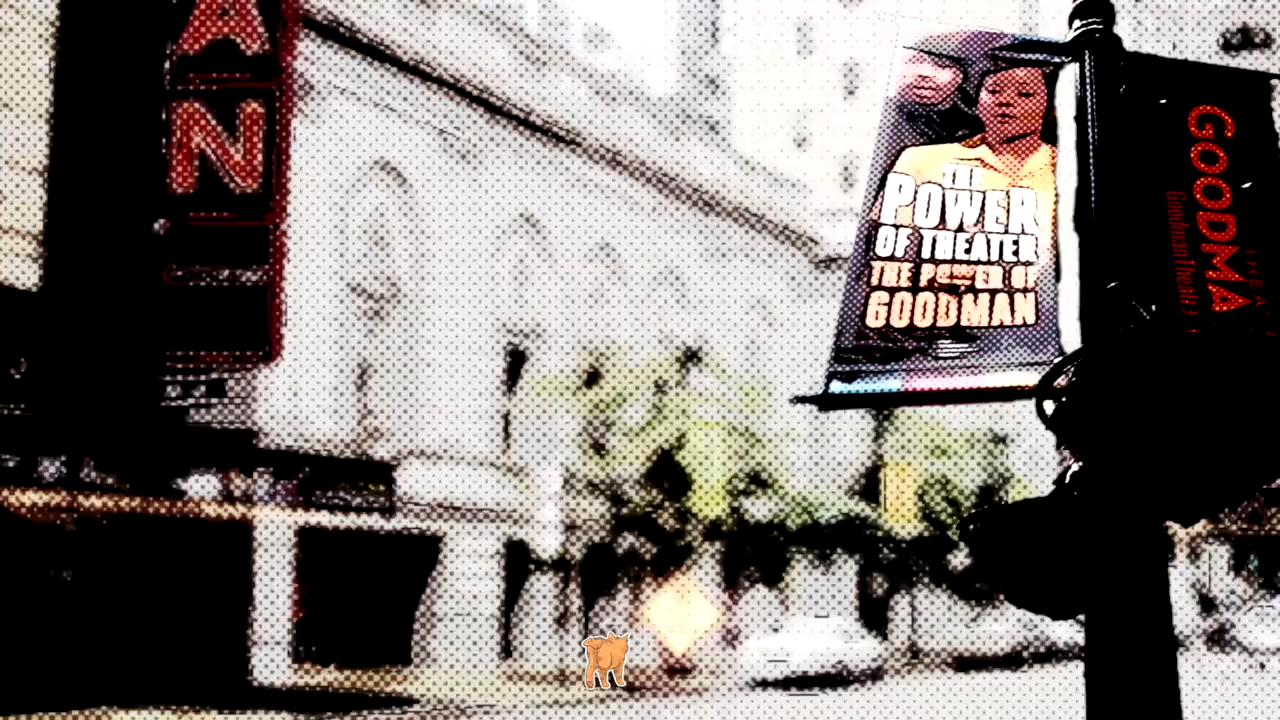 AN
THE
POWER
OF THEATER
THE POWER OF
GOODMAN
GOODMA